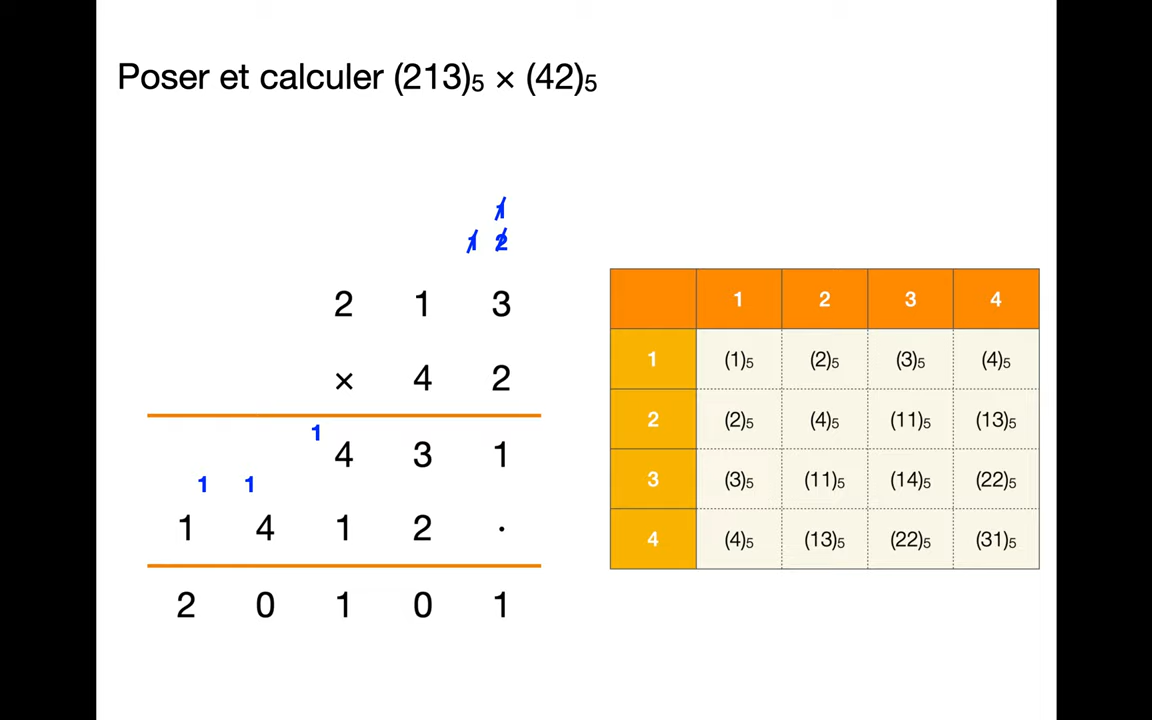 Poser et calculer (213)₅ × (42)₅
1
1 2
2 1 3
× 4 2
1
4 3 1
1 1
1 4 1 2 .
2 0 1 0 1
1 2 3 4
1 (1)₅ (2)₅ (3)₅ (4)₅
2 (2)₅ (4)₅ (11)₅ (13)₅
3 (3)₅ (11)₅ (14)₅ (22)₅
4 (4)₅ (13)₅ (22)₅ (31)₅